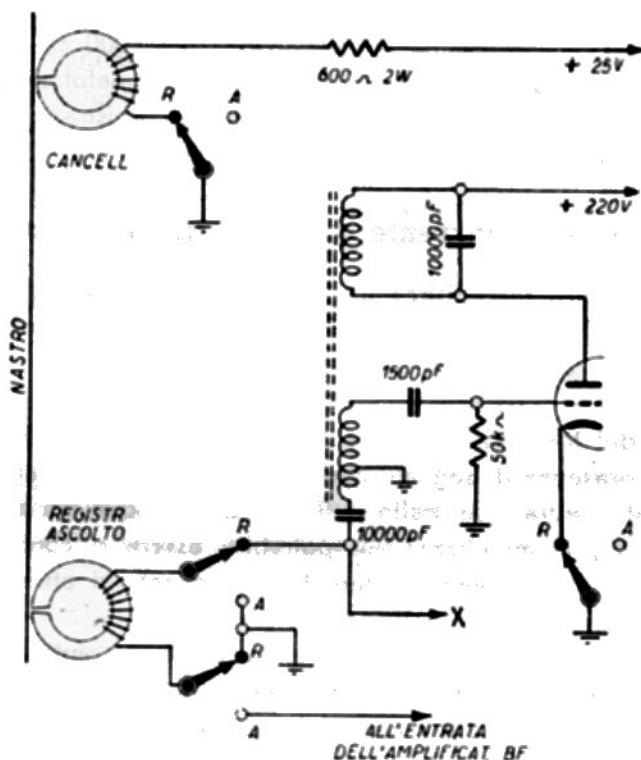 600 Ω 2W
+ 25V
R
A
CANCELL
+ 220V
10000pF
NASTRO
1500pF
50kΩ
REGISTR
ASCOLTO
R
10000pF
R
A
A
X
R
A
ALL'ENTRATA
DELL'AMPLIFICAT. BF